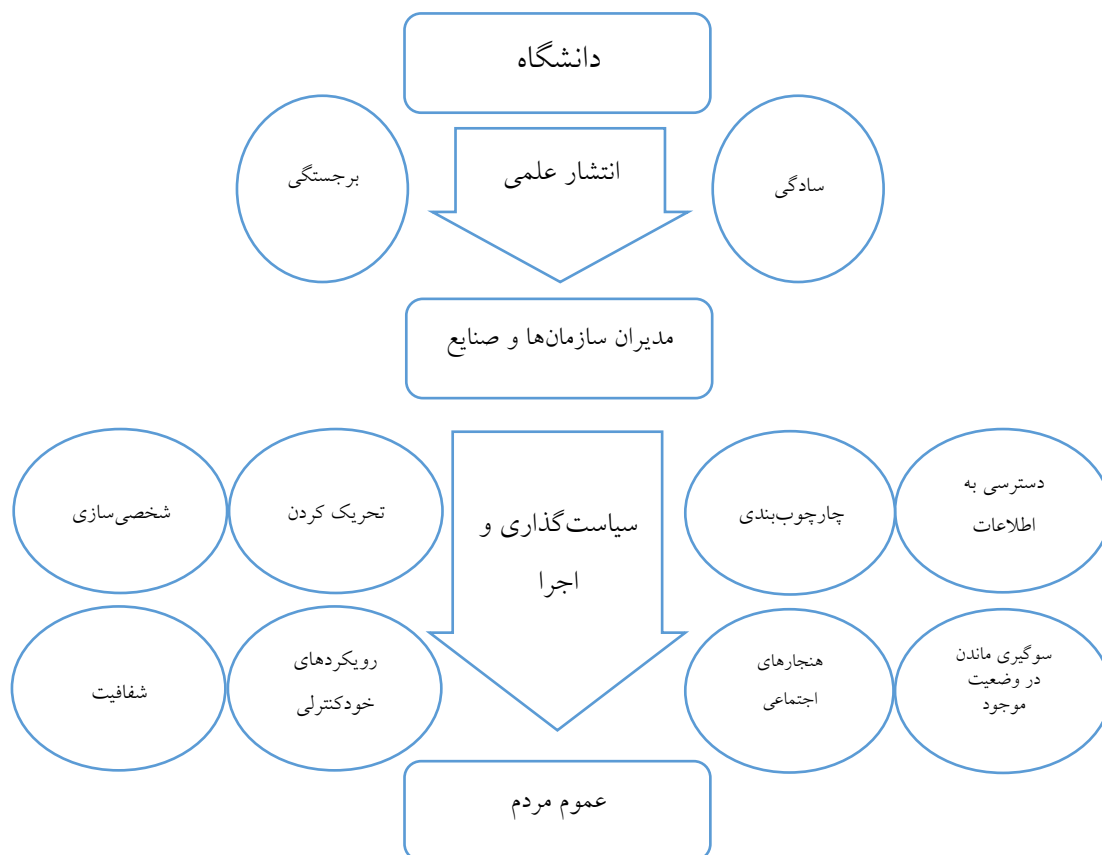 دانشگاه
سادگی
انتشار علمی
برجستگی
مدیران سازمان‌ها و صنایع
دسترسی به
اطلاعات
چارچوب‌بندی
سیاست‌گذاری و
اجرا
تحریک کردن
شخصی‌سازی
سوگیری ماندن
در وضعیت
موجود
هنجارهای
اجتماعی
رویکردهای
خودکنترلی
شفافیت
عموم مردم